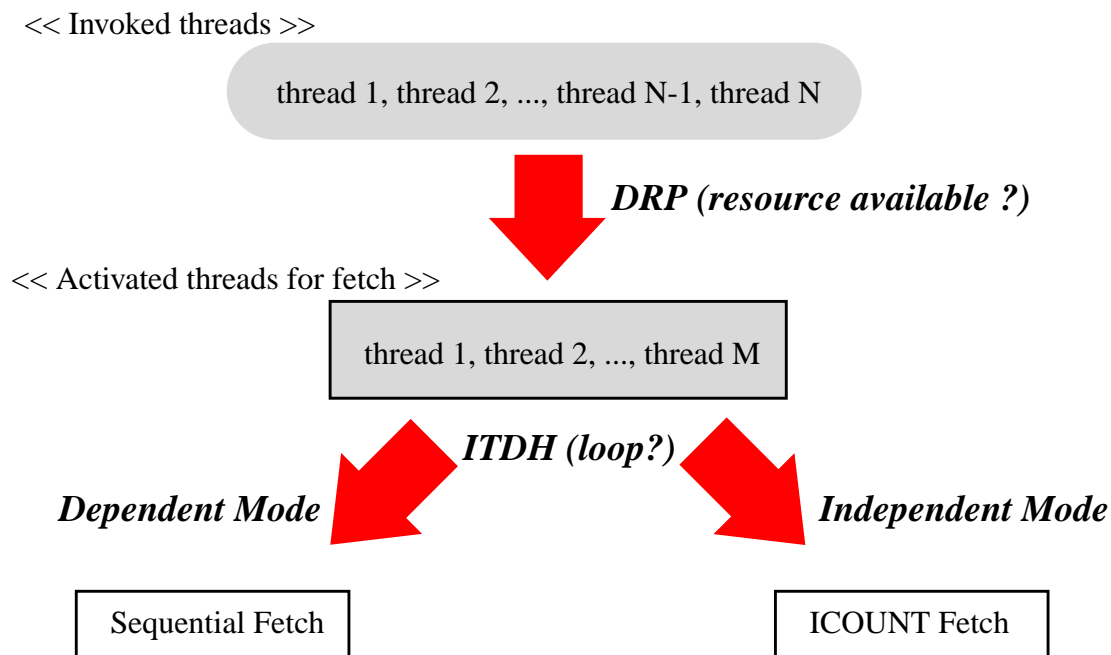 << Invoked threads >>
thread 1, thread 2, ..., thread N-1, thread N
DRP (resource available ?)
<< Activated threads for fetch >>
thread 1, thread 2, ..., thread M
ITDH (loop?)
Dependent Mode
Independent Mode
Sequential Fetch
ICOUNT Fetch